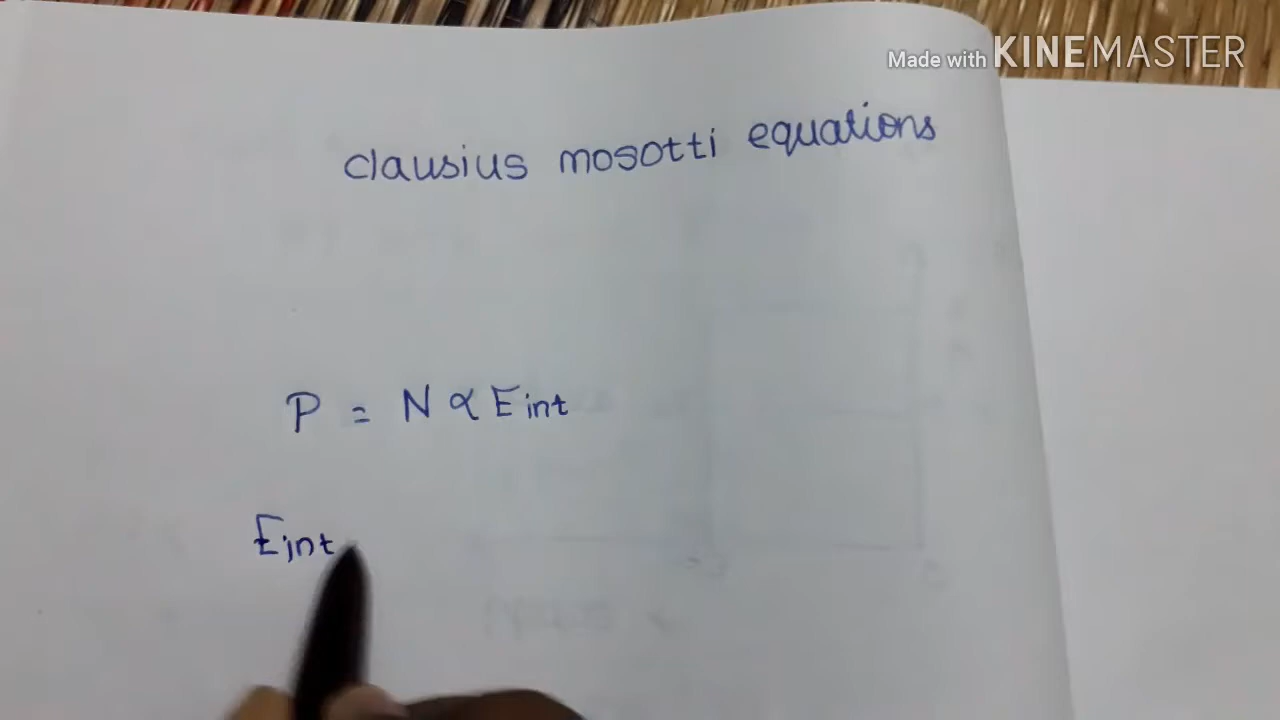 Made with KINEMASTER
clausius mosotti equations
P = N α Eint
Eint